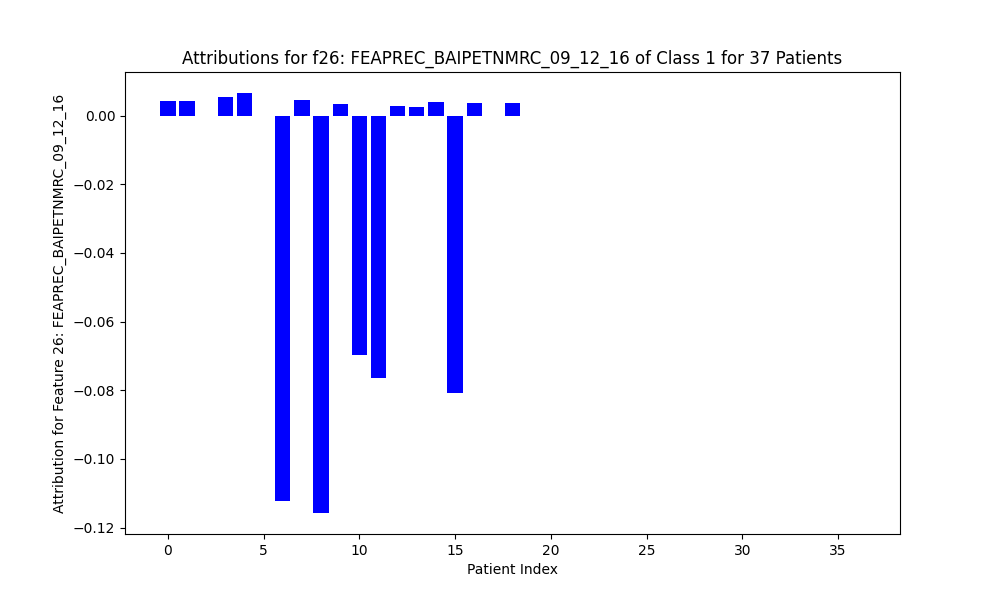 Attributions for f26: FEAPREC_BAIPETNMRC_09_12_16 of Class 1 for 37 Patients
Attribution for Feature 26: FEAPREC_BAIPETNMRC_09_12_16
0.00
−0.02
−0.04
−0.06
−0.08
−0.10
−0.12
0 5 10 15 20 25 30 35
Patient Index